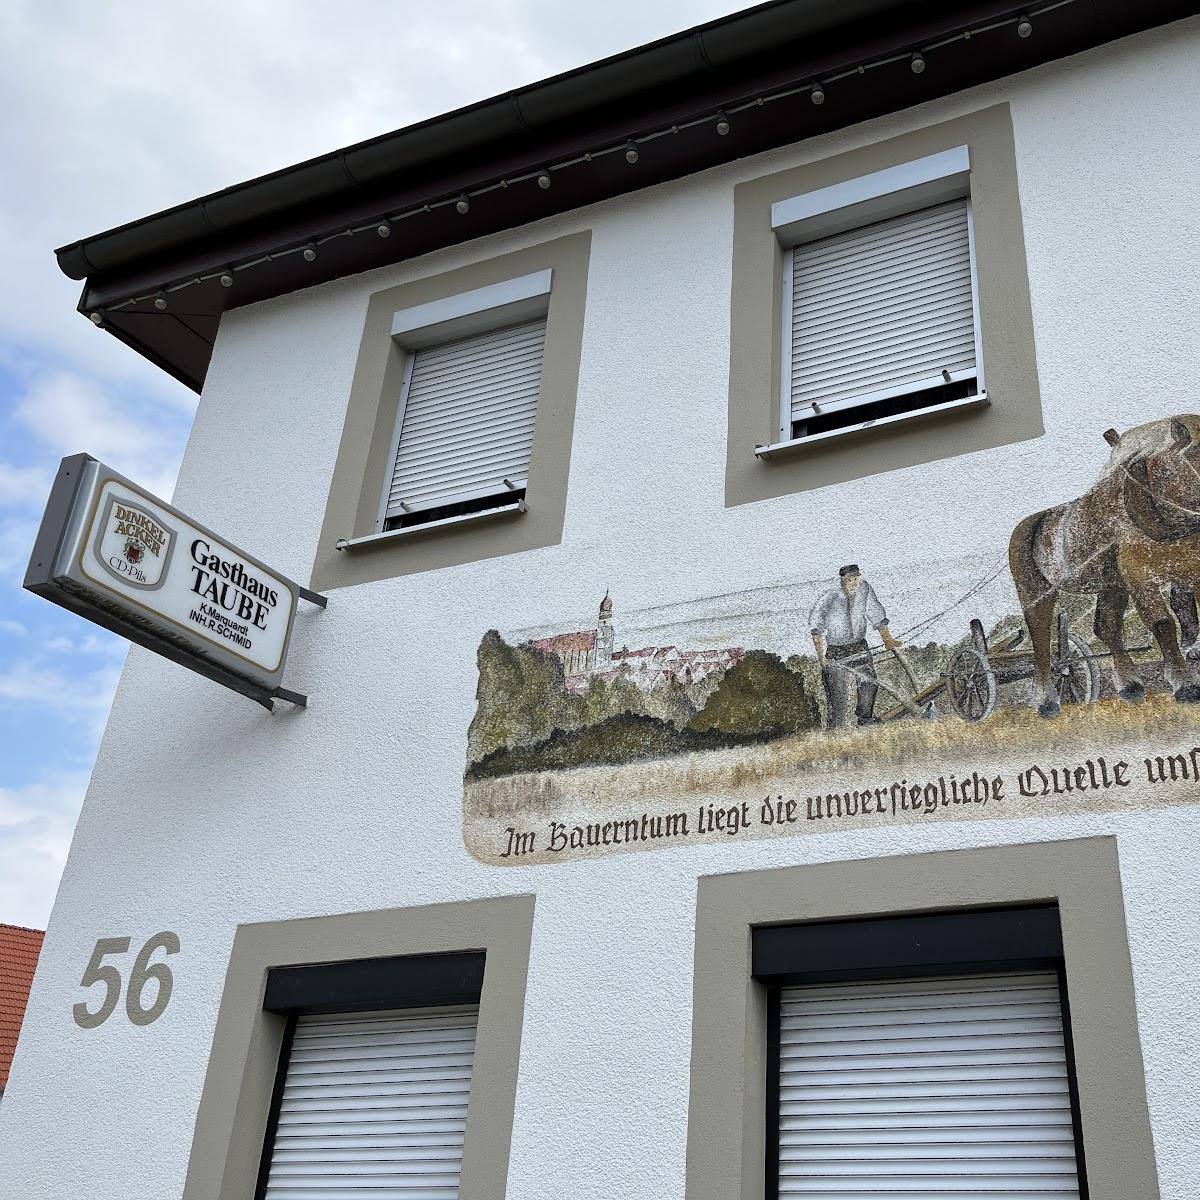 DINKEL
ACKER
CD-Pils
Gasthaus
TAUBE
K.Marquardt
INH.R.SCHMID
Im Bauerntum liegt die unverſiegliche Quelle unſ
56